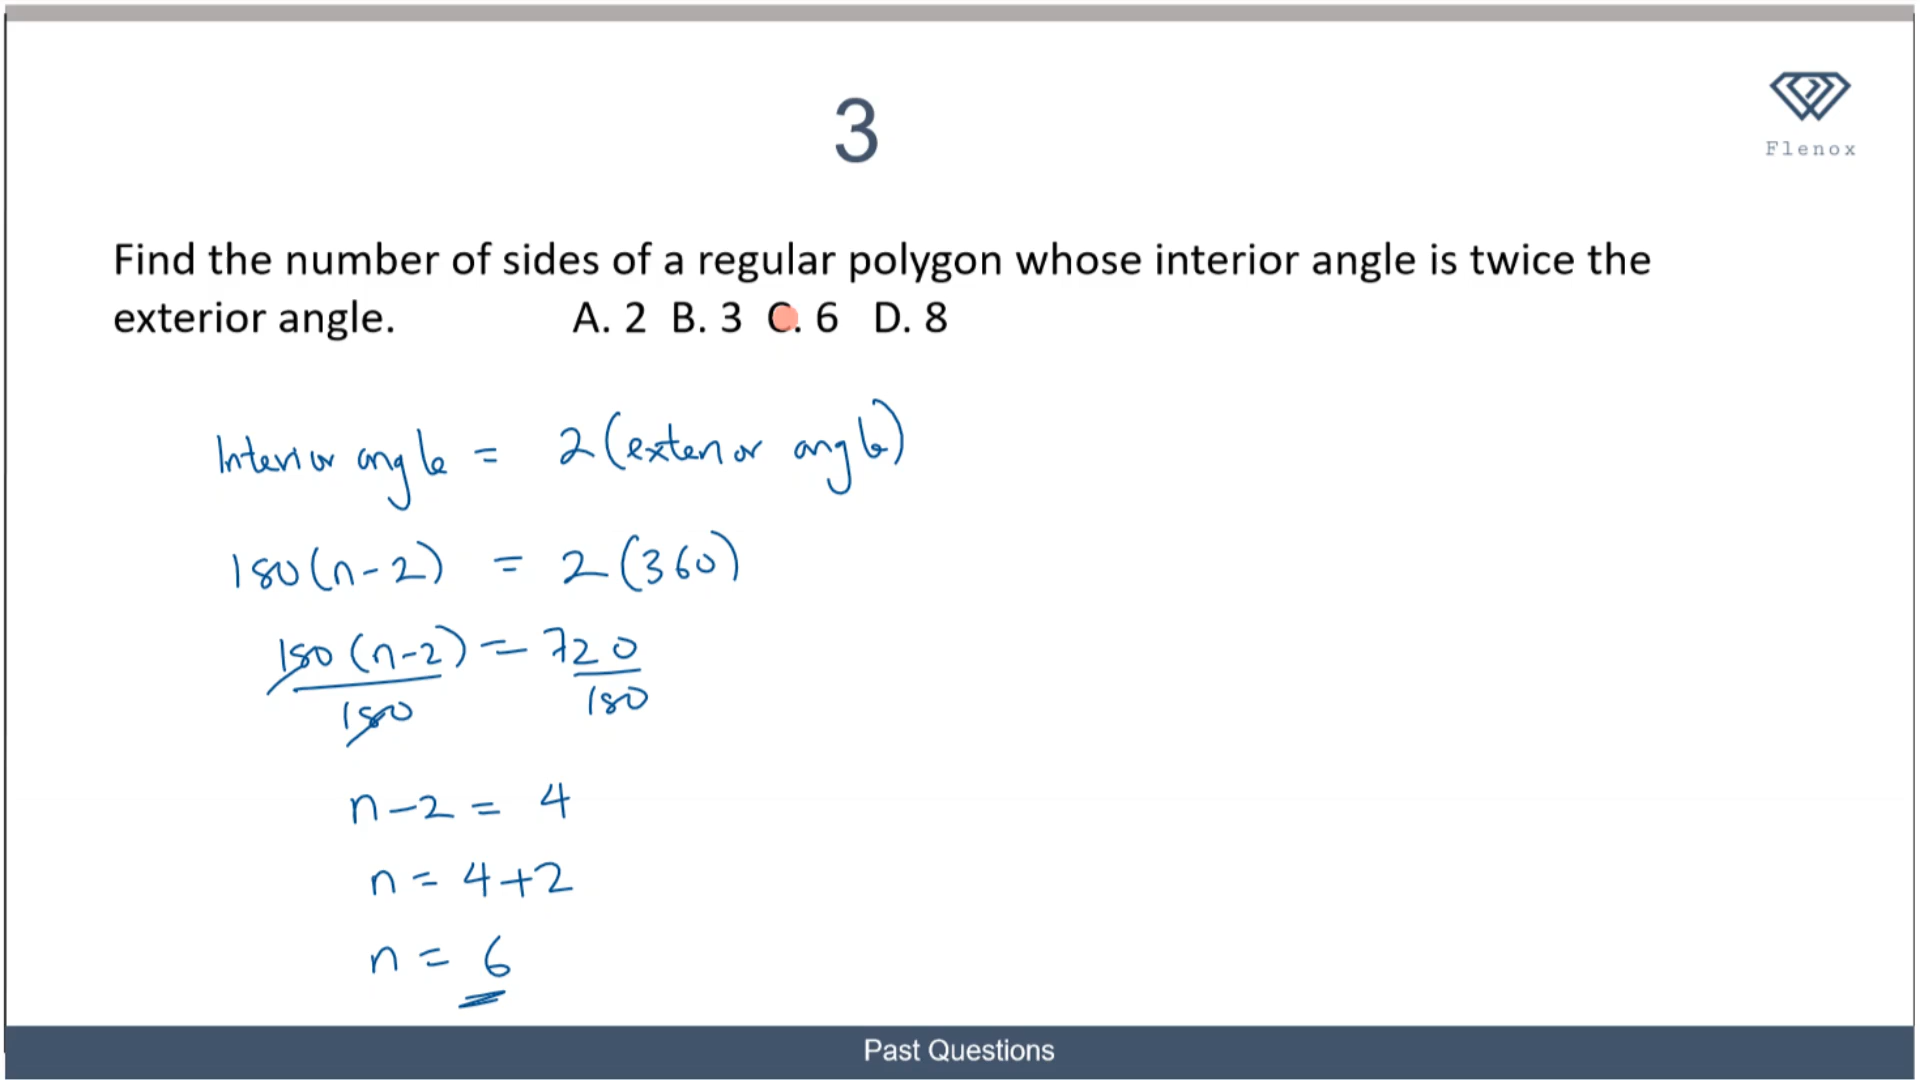 3
Flenox
Find the number of sides of a regular polygon whose interior angle is twice the
exterior angle. A. 2 B. 3 C. 6 D. 8
Interior angle = 2(exterior angle)
180(n-2) = 2(360)
180(n-2) = 720
180 180
n-2 = 4
n = 4+2
n = 6
Past Questions